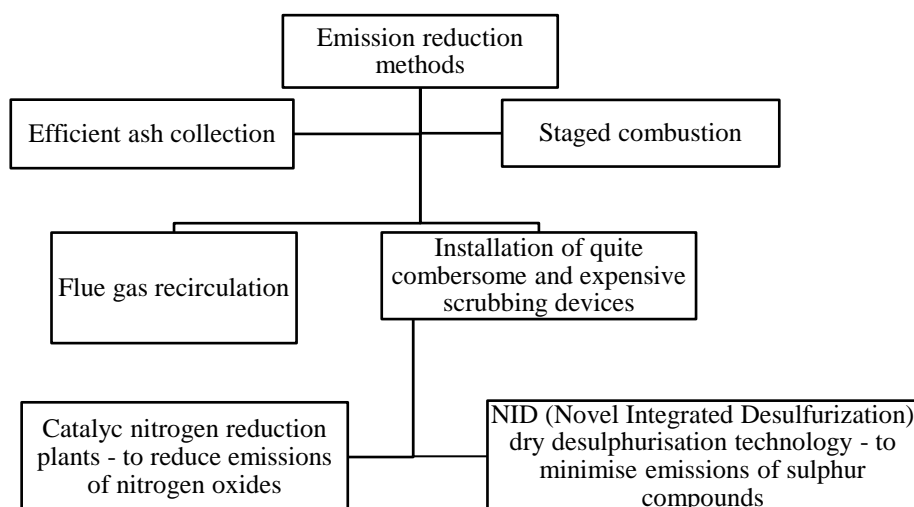 Emission reduction
methods
Efficient ash collection
Staged combustion
Flue gas recirculation
Installation of quite
combersome and expensive
scrubbing devices
Catalyc nitrogen reduction
plants - to reduce emissions
of nitrogen oxides
NID (Novel Integrated Desulfurization)
dry desulphurisation technology - to
minimise emissions of sulphur
compounds